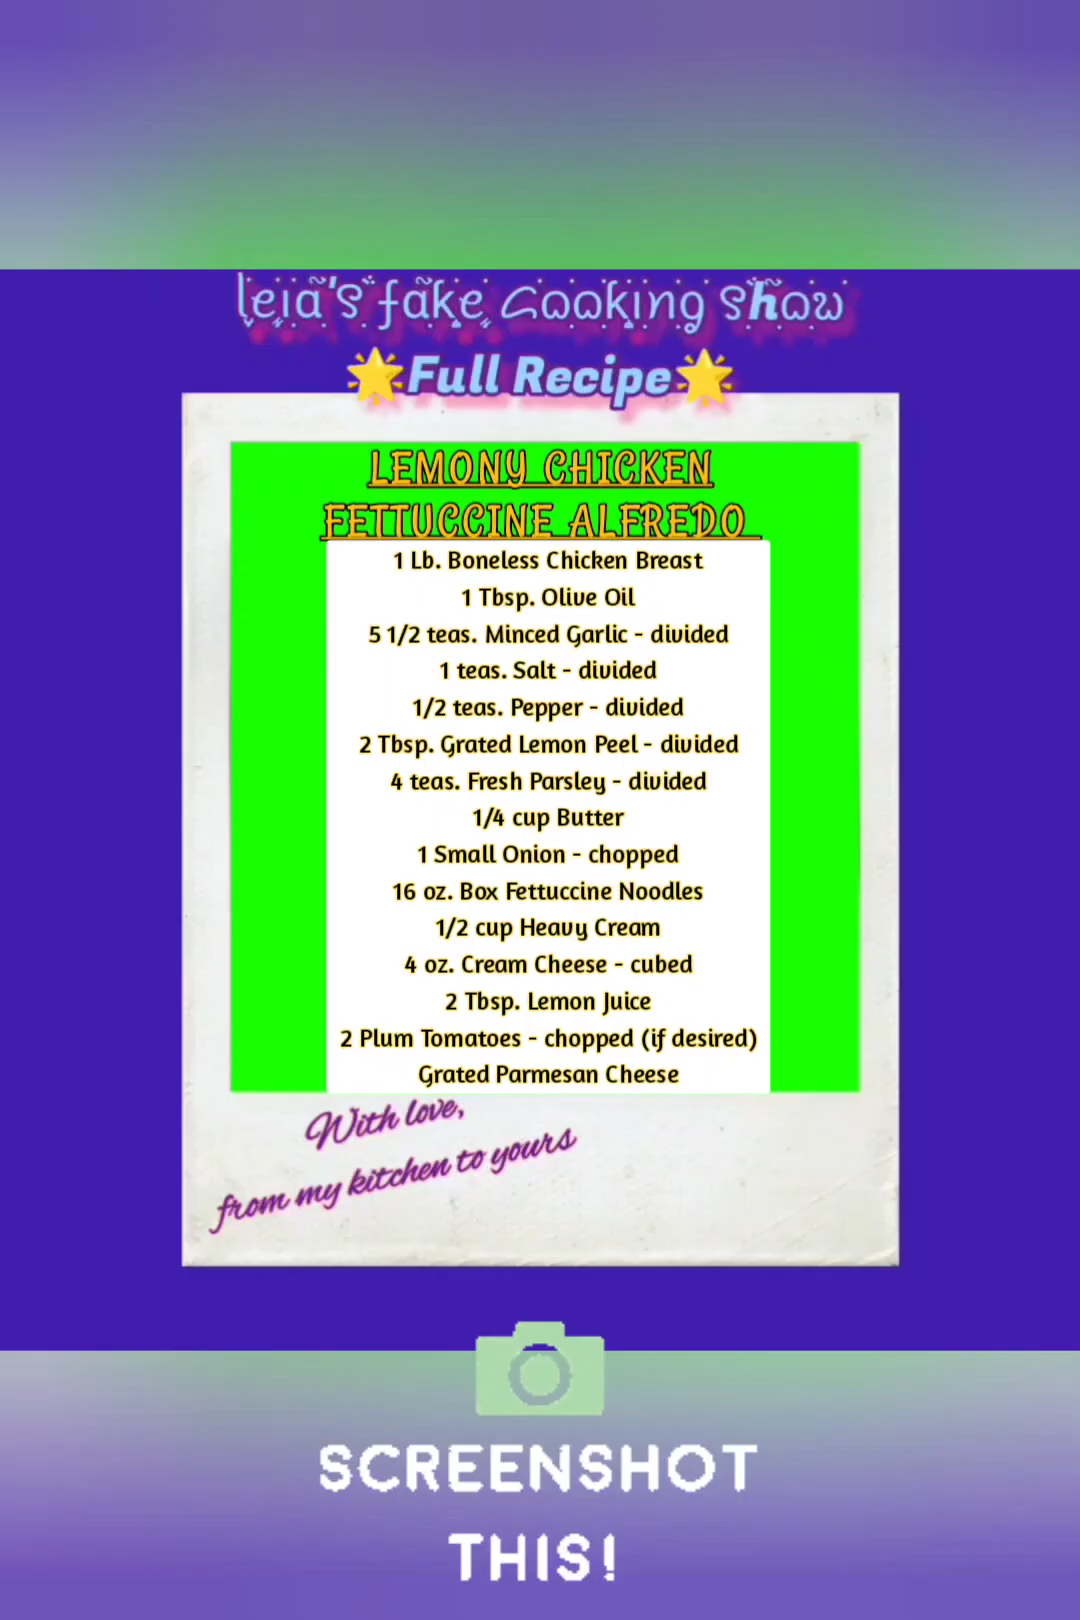 Leia's fake Cooking Show
🌟Full Recipe🌟
LEMONY CHICKEN
FETTUCCINE ALFREDO
1 Lb. Boneless Chicken Breast
1 Tbsp. Olive Oil
5 1/2 teas. Minced Garlic - divided
1 teas. Salt - divided
1/2 teas. Pepper - divided
2 Tbsp. Grated Lemon Peel - divided
4 teas. Fresh Parsley - divided
1/4 cup Butter
1 Small Onion - chopped
16 oz. Box Fettuccine Noodles
1/2 cup Heavy Cream
4 oz. Cream Cheese - cubed
2 Tbsp. Lemon Juice
2 Plum Tomatoes - chopped (if desired)
Grated Parmesan Cheese
With love,
from my kitchen to yours
SCREENSHOT
THIS!